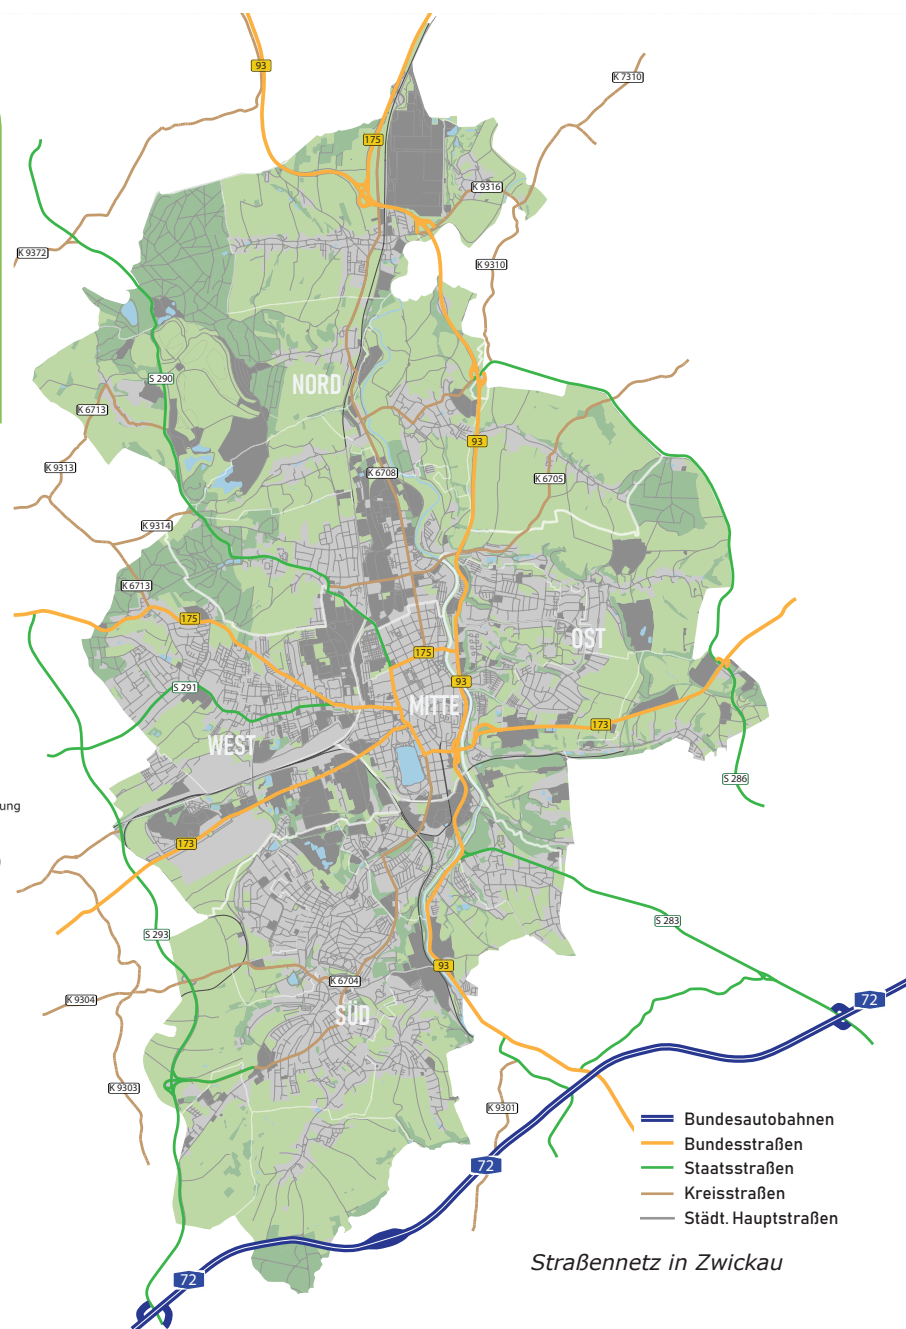 93
K 7310
175
K 9316
K 9372
K 9310
S 290
NORD
K 6713
93
K 9313
K 6708
K 6705
K 9314
K 6713
175
OST
175
93
S 291
MITTE
173
WEST
S 286
ung
173
S 283
S 293
93
K 6704
K 9304
72
SÜD
K 9303
K 9301
Bundesautobahnen
Bundesstraßen
72
Staatsstraßen
Kreisstraßen
Städt. Hauptstraßen
Straßennetz in Zwickau
72